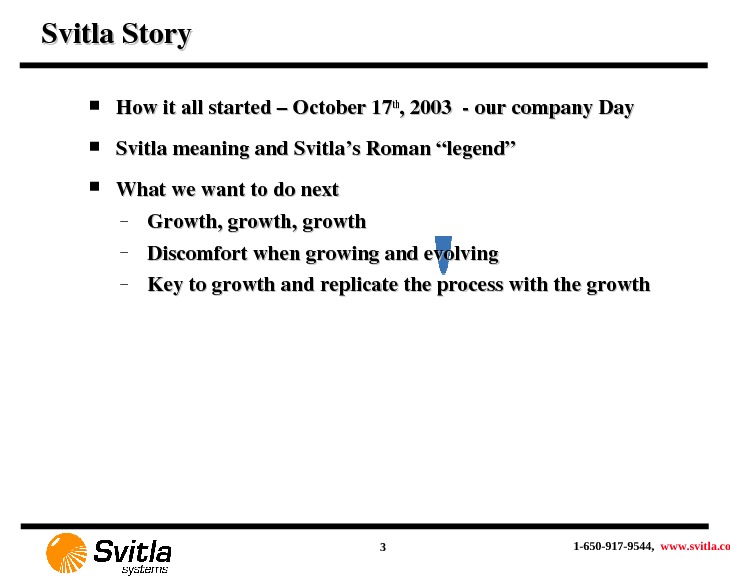 Svitla Story
How it all started – October 17th, 2003 - our company Day
Svitla meaning and Svitla’s Roman “legend”
What we want to do next
– Growth, growth, growth
– Discomfort when growing and evolving
– Key to growth and replicate the process with the growth
Svitla
systems
3
1-650-917-9544, www.svitla.co